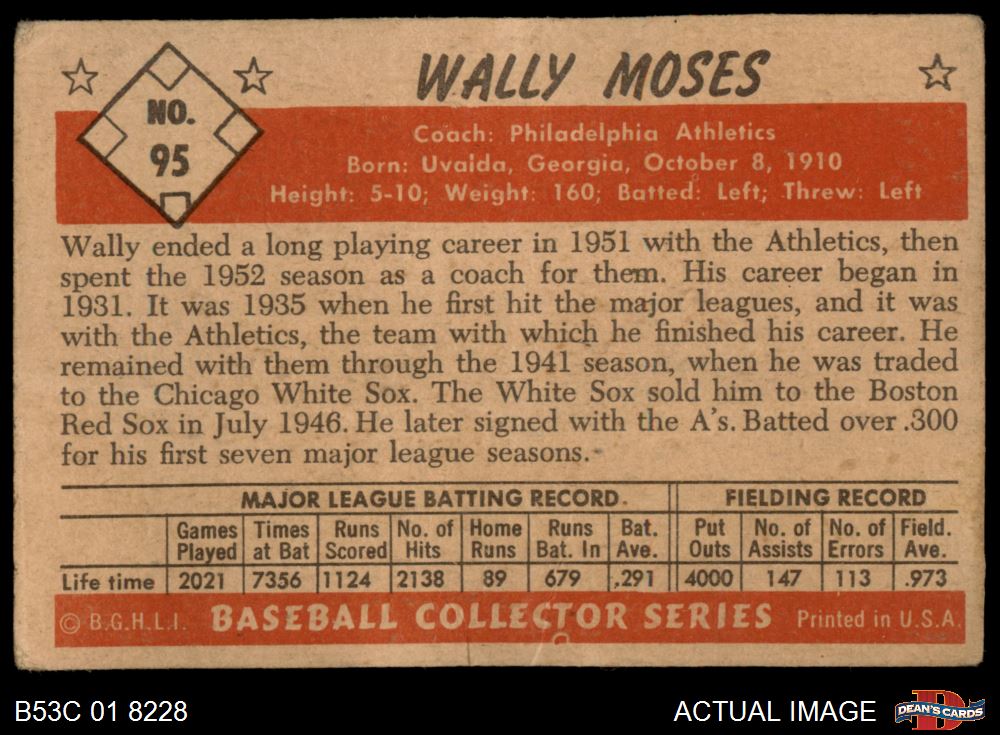 WALLY MOSES
NO.
95
Coach: Philadelphia Athletics
Born: Uvalda, Georgia, October 8, 1910
Height: 5-10; Weight: 160; Batted: Left; Threw: Left
Wally ended a long playing career in 1951 with the Athletics, then
spent the 1952 season as a coach for them. His career began in
1931. It was 1935 when he first hit the major leagues, and it was
with the Athletics, the team with which he finished his career. He
remained with them through the 1941 season, when he was traded
to the Chicago White Sox. The White Sox sold him to the Boston
Red Sox in July 1946. He later signed with the A's. Batted over .300
for his first seven major league seasons.
MAJOR LEAGUE BATTING RECORD. FIELDING RECORD
Games Times Runs No. of Home Runs Bat. Put No. of No. of Field.
Played at Bat Scored Hits Runs Bat. In Ave. Outs Assists Errors Ave.
Life time 2021 7356 1124 2138 89 679 .291 4000 147 113 .973
© B.G.H.L.I. BASEBALL COLLECTOR SERIES Printed in U.S.A.
B53C 01 8228 ACTUAL IMAGE DEAN'S CARDS